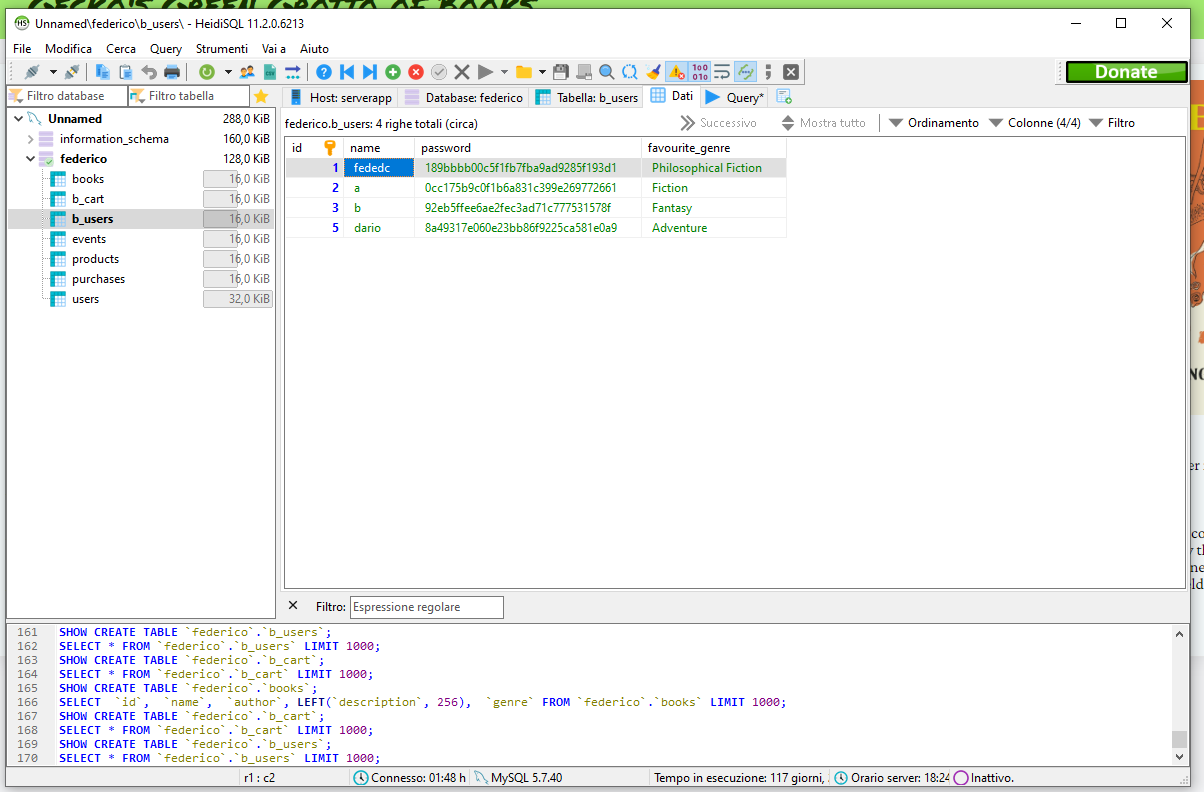 GECKO'S GREEN GROTTO OF BOOKS
Unnamed\federico\b_users\ - HeidiSQL 11.2.0.6213
File Modifica Cerca Query Strumenti Vai a Aiuto
Donate
Filtro database Filtro tabella
Host: serverapp Database: federico Tabella: b_users Dati Query*
Unnamed 288,0 KiB
information_schema 160,0 KiB
federico 128,0 KiB
books 16,0 KiB
b_cart 16,0 KiB
b_users 16,0 KiB
events 16,0 KiB
products 16,0 KiB
purchases 16,0 KiB
users 32,0 KiB
federico.b_users: 4 righe totali (circa) Successivo Mostra tutto Ordinamento Colonne (4/4) Filtro
id name password favourite_genre
1 fededc 189bbbb00c5f1fb7fba9ad9285f193d1 Philosophical Fiction
2 a 0cc175b9c0f1b6a831c399e269772661 Fiction
3 b 92eb5ffee6ae2fec3ad71c777531578f Fantasy
5 dario 8a49317e060e23bb86f9225ca581e0a9 Adventure
Filtro: Espressione regolare
161 SHOW CREATE TABLE `federico`.`b_users`;
162 SELECT * FROM `federico`.`b_users` LIMIT 1000;
163 SHOW CREATE TABLE `federico`.`b_cart`;
164 SELECT * FROM `federico`.`b_cart` LIMIT 1000;
165 SHOW CREATE TABLE `federico`.`books`;
166 SELECT `id`, `name`, `author`, LEFT(`description`, 256), `genre` FROM `federico`.`books` LIMIT 1000;
167 SHOW CREATE TABLE `federico`.`b_cart`;
168 SELECT * FROM `federico`.`b_cart` LIMIT 1000;
169 SHOW CREATE TABLE `federico`.`b_users`;
170 SELECT * FROM `federico`.`b_users` LIMIT 1000;
r1 : c2 Connesso: 01:48 h MySQL 5.7.40 Tempo in esecuzione: 117 giorni, Orario server: 18:24 Inattivo.